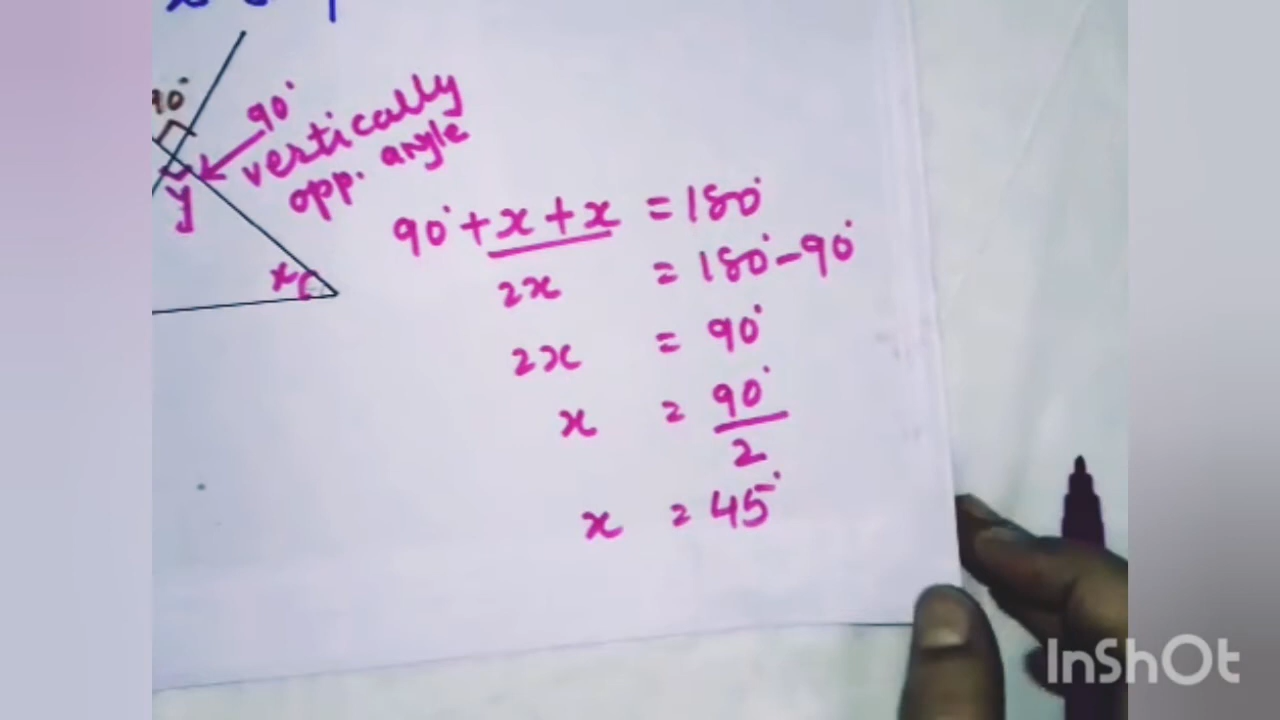 90°
90°
vertically
opp. angle
y
x
90° + x + x = 180°
2x = 180° - 90°
2x = 90°
x = 90°
2
x = 45°
InShOt